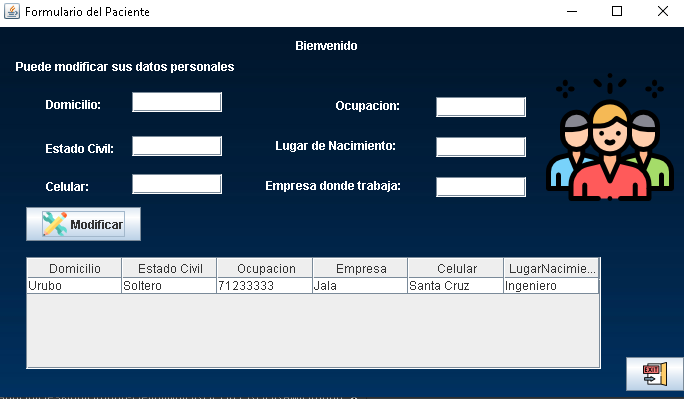 Formulario del Paciente
Bienvenido
Puede modificar sus datos personales
Domicilio:
Ocupacion:
Estado Civil:
Lugar de Nacimiento:
Celular:
Empresa donde trabaja:
Modificar
Domicilio Estado Civil Ocupacion Empresa Celular LugarNacimie...
Urubo Soltero 71233333 Jala Santa Cruz Ingeniero
EXIT